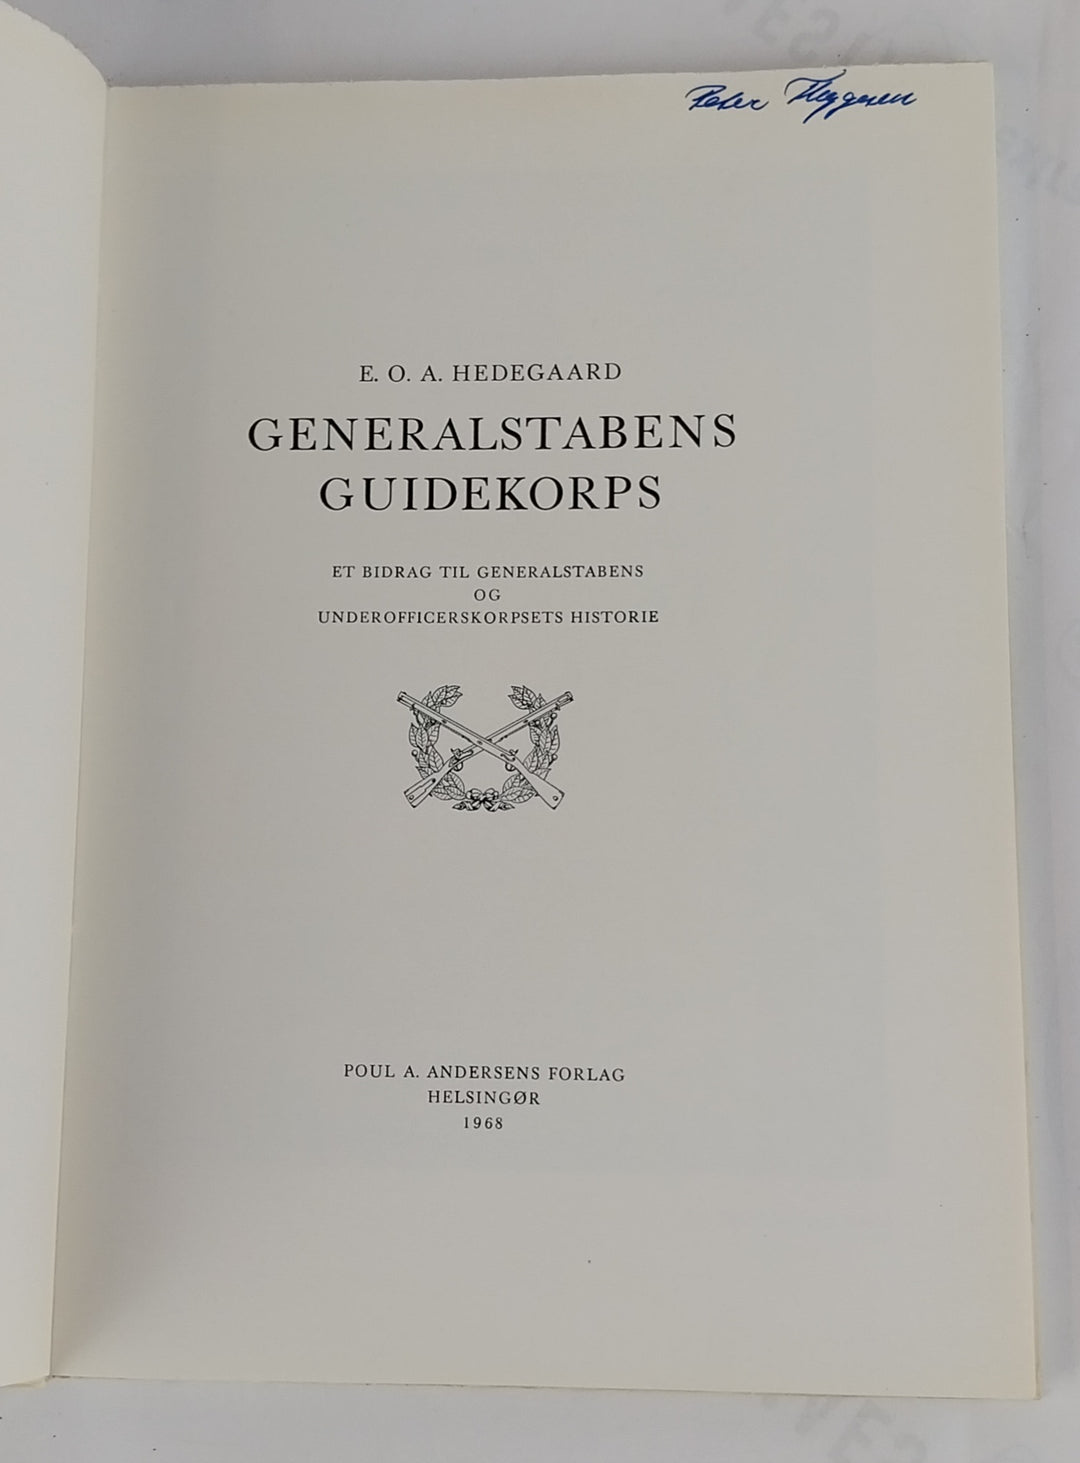 Peter
E. O. A. HEDEGAARD
GENERALSTABENS
GUIDEKORPS
ET BIDRAG TIL GENERALSTABENS
OG
UNDEROFFICERSKORPSETS HISTORIE
POUL A. ANDERSENS FORLAG
HELSINGØR
1968